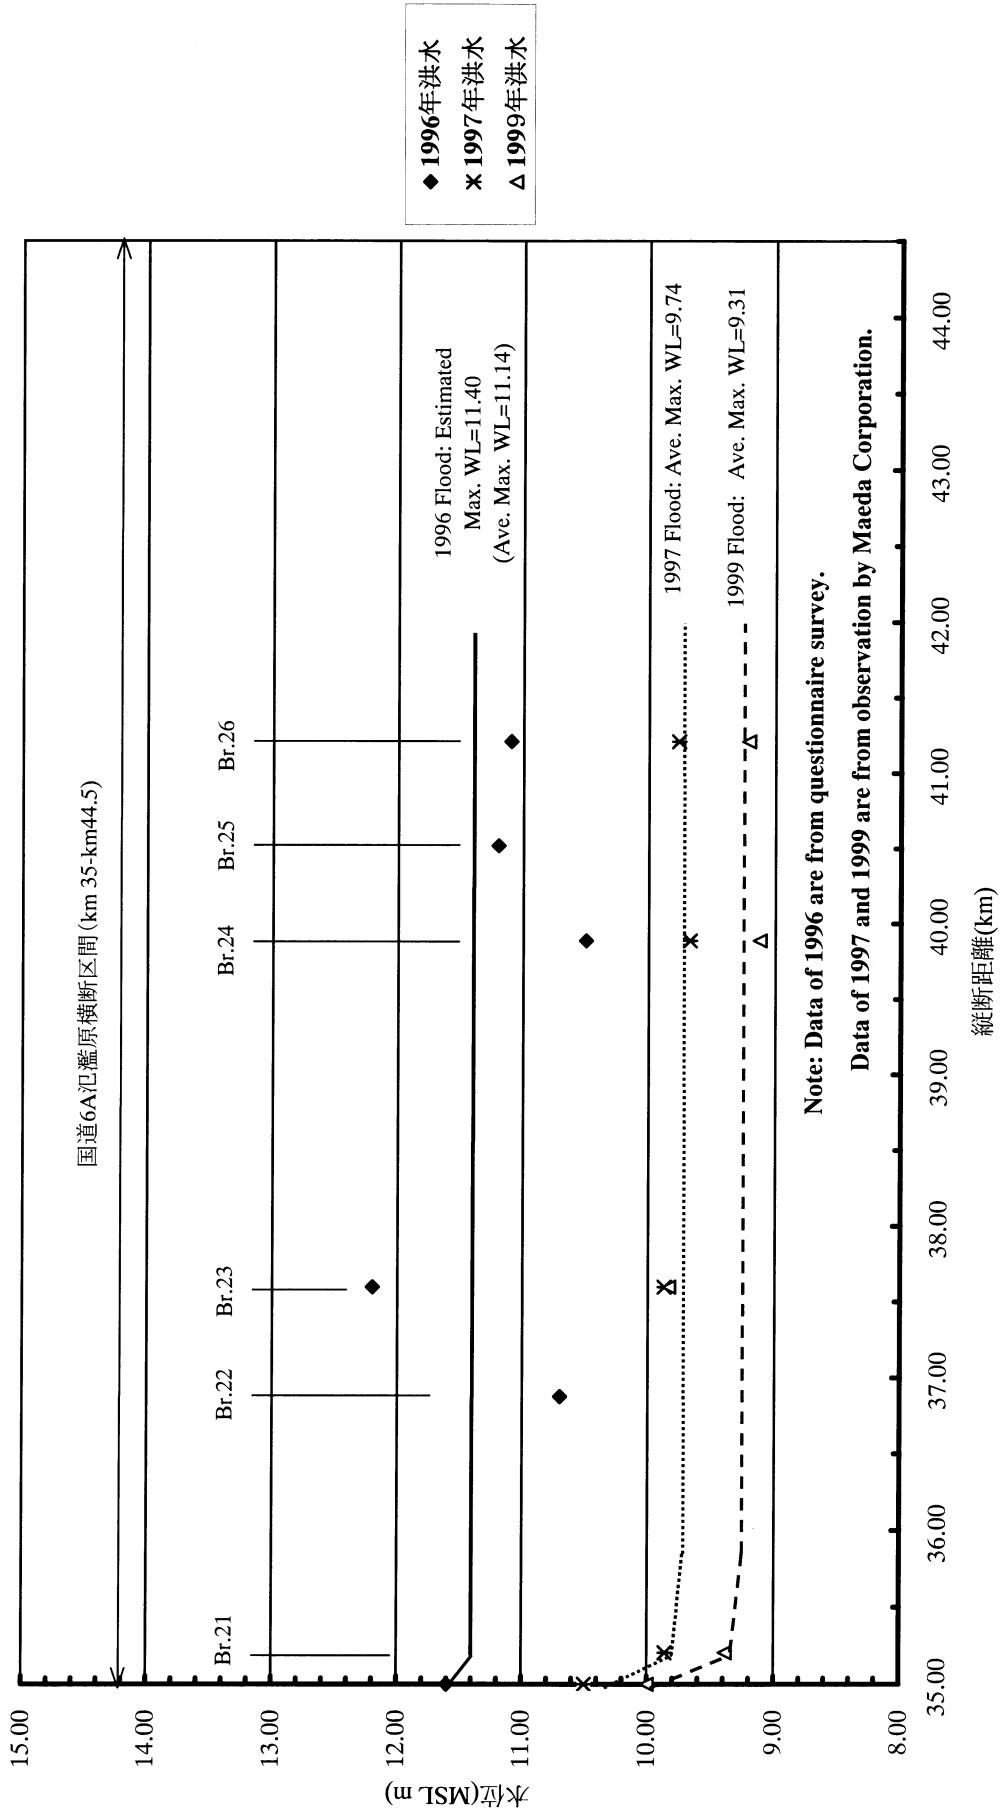 国道6A氾濫原横断区間(km 35-km44.5)
Br.21
Br.22
Br.23
Br.24
Br.25
Br.26
1996 Flood: Estimated
Max. WL=11.40
(Ave. Max. WL=11.14)
1997 Flood: Ave. Max. WL=9.74
1999 Flood: Ave. Max. WL=9.31
Note: Data of 1996 are from questionnaire survey.
Data of 1997 and 1999 are from observation by Maeda Corporation.
15.00
14.00
13.00
12.00
11.00
10.00
9.00
8.00
水位(MSL m)
35.00
36.00
37.00
38.00
39.00
40.00
41.00
42.00
43.00
44.00
縦断距離(km)
1996年洪水
1997年洪水
1999年洪水